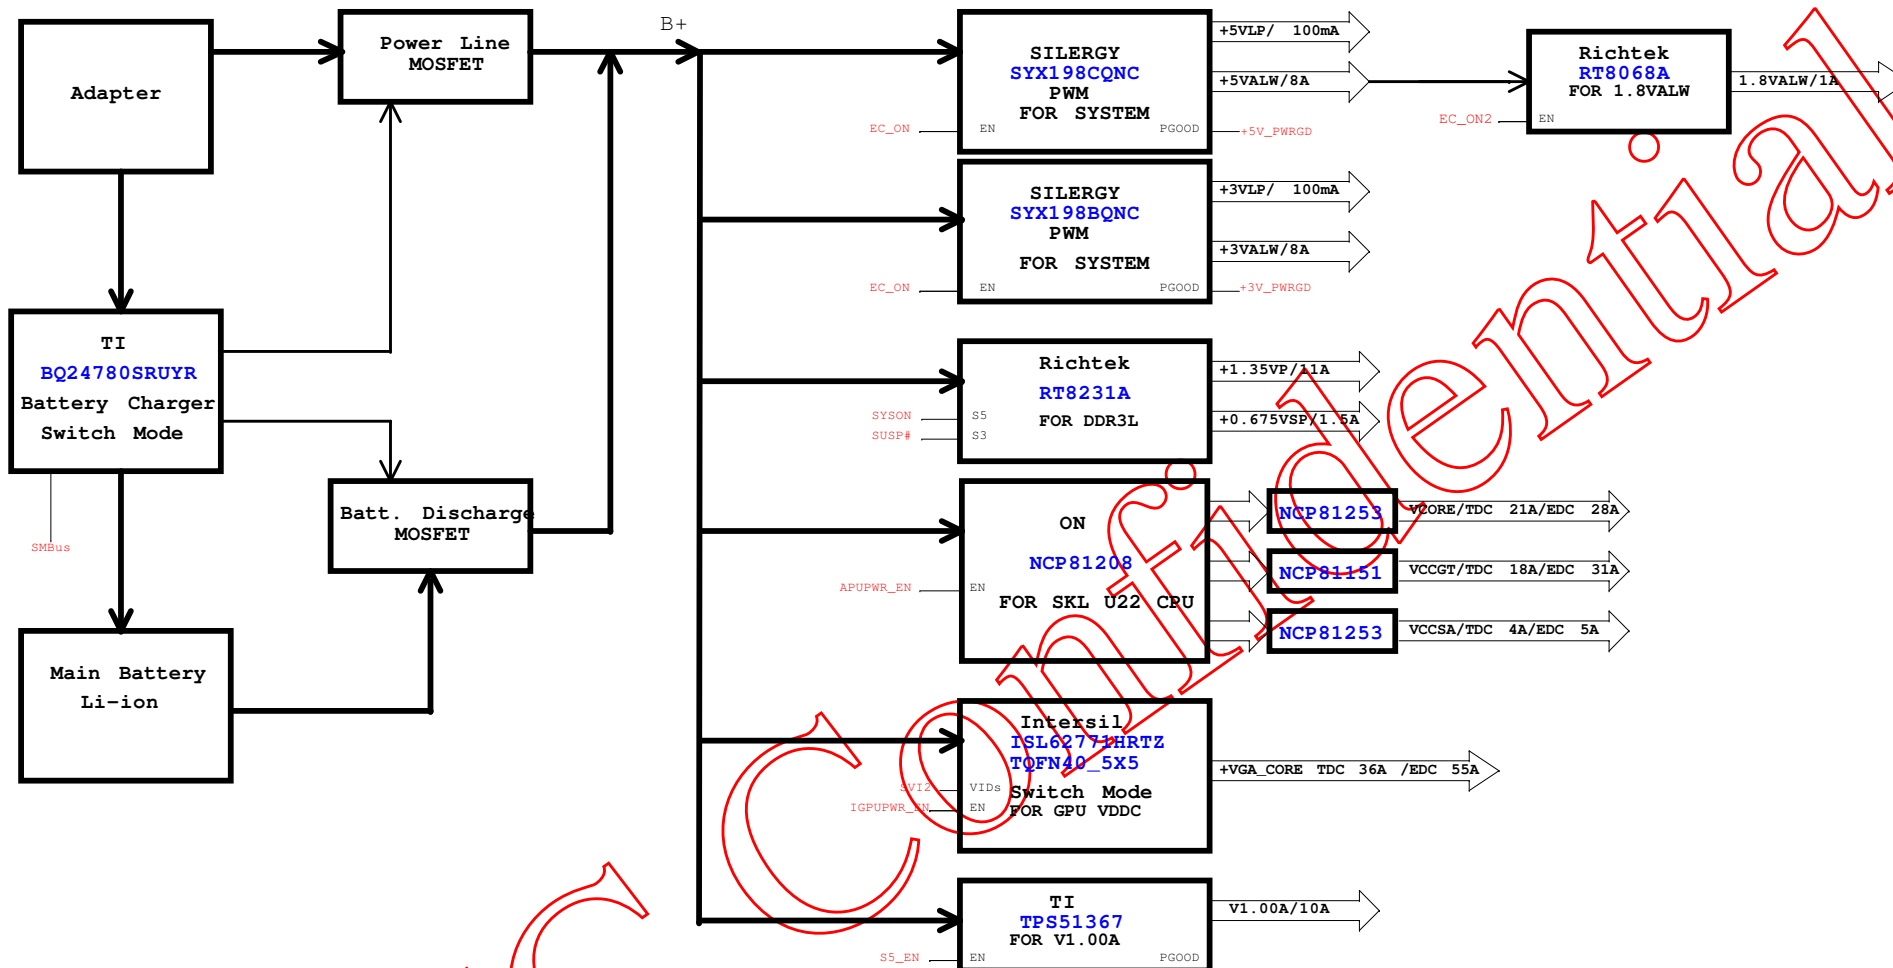 B+
Adapter
Power Line
MOSFET
TI
BQ24780SRUYR
Battery Charger
Switch Mode
SMBus
Batt. Discharge
MOSFET
Main Battery
Li-ion
SILERGY
SYX198CQNC
PWM
FOR SYSTEM
EC_ON
EN
PGOOD
+5V_PWRGD
+5VLP/ 100mA
+5VALW/8A
Richtek
RT8068A
FOR 1.8VALW
EC_ON2
EN
1.8VALW/1A
SILERGY
SYX198BQNC
PWM
FOR SYSTEM
EC_ON
EN
PGOOD
+3V_PWRGD
+3VLP/ 100mA
+3VALW/8A
Richtek
RT8231A
FOR DDR3L
SYSON
S5
SUSP#
S3
+1.35VP/11A
+0.675VSP/1.5A
ON
NCP81208
FOR SKL U22 CPU
APUPWR_EN
EN
NCP81253
VCORE/TDC 21A/EDC 28A
NCP81151
VCCGT/TDC 18A/EDC 31A
NCP81253
VCCSA/TDC 4A/EDC 5A
Intersil
ISL62771HRTZ
TQFN40_5X5
Switch Mode
FOR GPU VDDC
SVI2
VIDs
IGPUPWR_EN
EN
+VGA_CORE TDC 36A /EDC 55A
TI
TPS51367
FOR V1.00A
S5_EN
EN
PGOOD
V1.00A/10A
Confidential